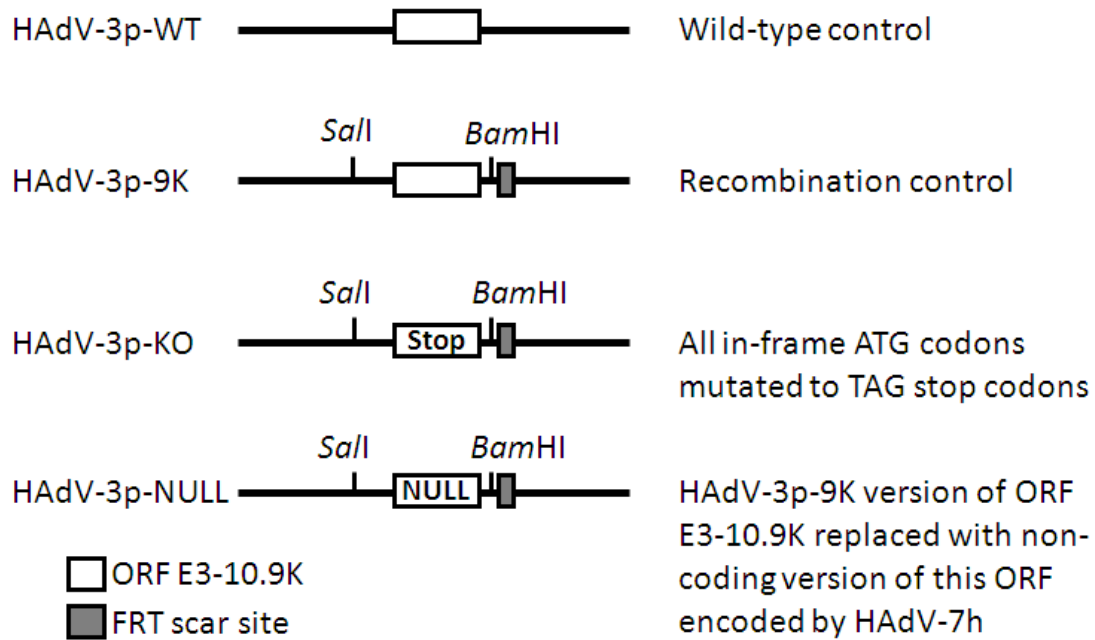 HAdV-3p-WT Wild-type control
SalI BamHI
HAdV-3p-9K Recombination control
SalI BamHI
HAdV-3p-KO Stop All in-frame ATG codons
mutated to TAG stop codons
SalI BamHI
HAdV-3p-NULL NULL HAdV-3p-9K version of ORF
E3-10.9K replaced with non-
coding version of this ORF
encoded by HAdV-7h
ORF E3-10.9K
FRT scar site